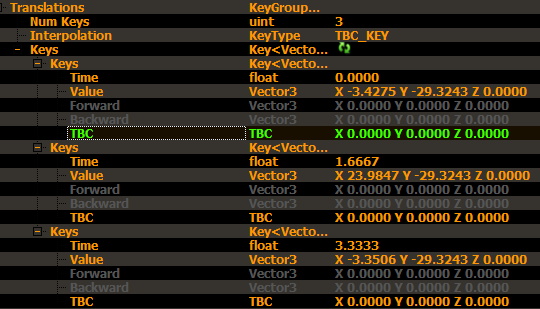 Translations KeyGroup...
Num Keys uint 3
Interpolation KeyType TBC_KEY
Keys Key<Vecto...
Keys Key<Vecto...
Time float 0.0000
Value Vector3 X -3.4275 Y -29.3243 Z 0.0000
Forward Vector3 X 0.0000 Y 0.0000 Z 0.0000
Backward Vector3 X 0.0000 Y 0.0000 Z 0.0000
TBC TBC X 0.0000 Y 0.0000 Z 0.0000
Keys Key<Vecto...
Time float 1.6667
Value Vector3 X 23.9847 Y -29.3243 Z 0.0000
Forward Vector3 X 0.0000 Y 0.0000 Z 0.0000
Backward Vector3 X 0.0000 Y 0.0000 Z 0.0000
TBC TBC X 0.0000 Y 0.0000 Z 0.0000
Keys Key<Vecto...
Time float 3.3333
Value Vector3 X -3.3506 Y -29.3243 Z 0.0000
Forward Vector3 X 0.0000 Y 0.0000 Z 0.0000
Backward Vector3 X 0.0000 Y 0.0000 Z 0.0000
TBC TBC X 0.0000 Y 0.0000 Z 0.0000